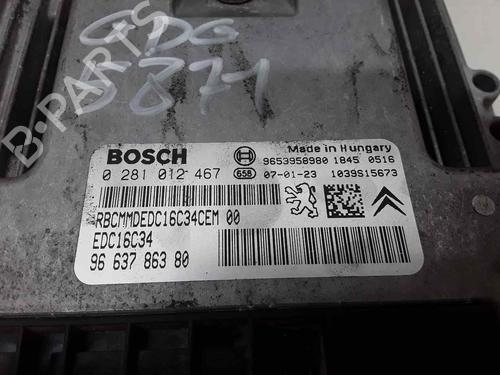 B-PARTS
5871
BOSCH
Made in Hungary
9653958980 1845 0516
0 281 012 467
658
07-01-23
1039S15673
RBCMMDEDC16C34CEM 00
EDC16C34
96 637 863 80